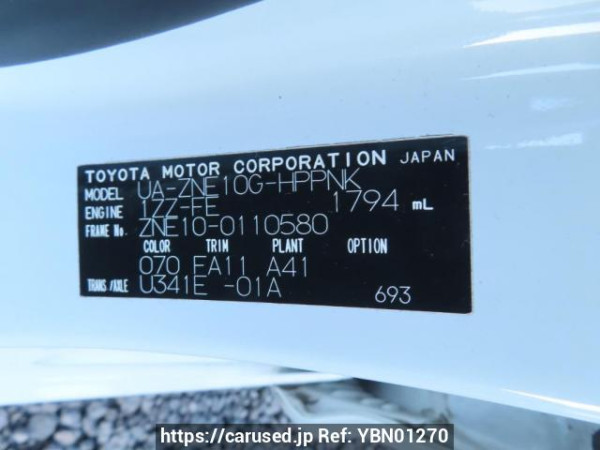 TOYOTA MOTOR CORPORATION JAPAN
MODEL UA-ZNE10G-HPPNK
ENGINE 1ZZ-FE 1794 mL
FRAME No. ZNE10-0110580
COLOR TRIM PLANT OPTION
070 FA11 A41
TRANS/AXLE U341E -01A
693
https://carused.jp Ref: YBN01270